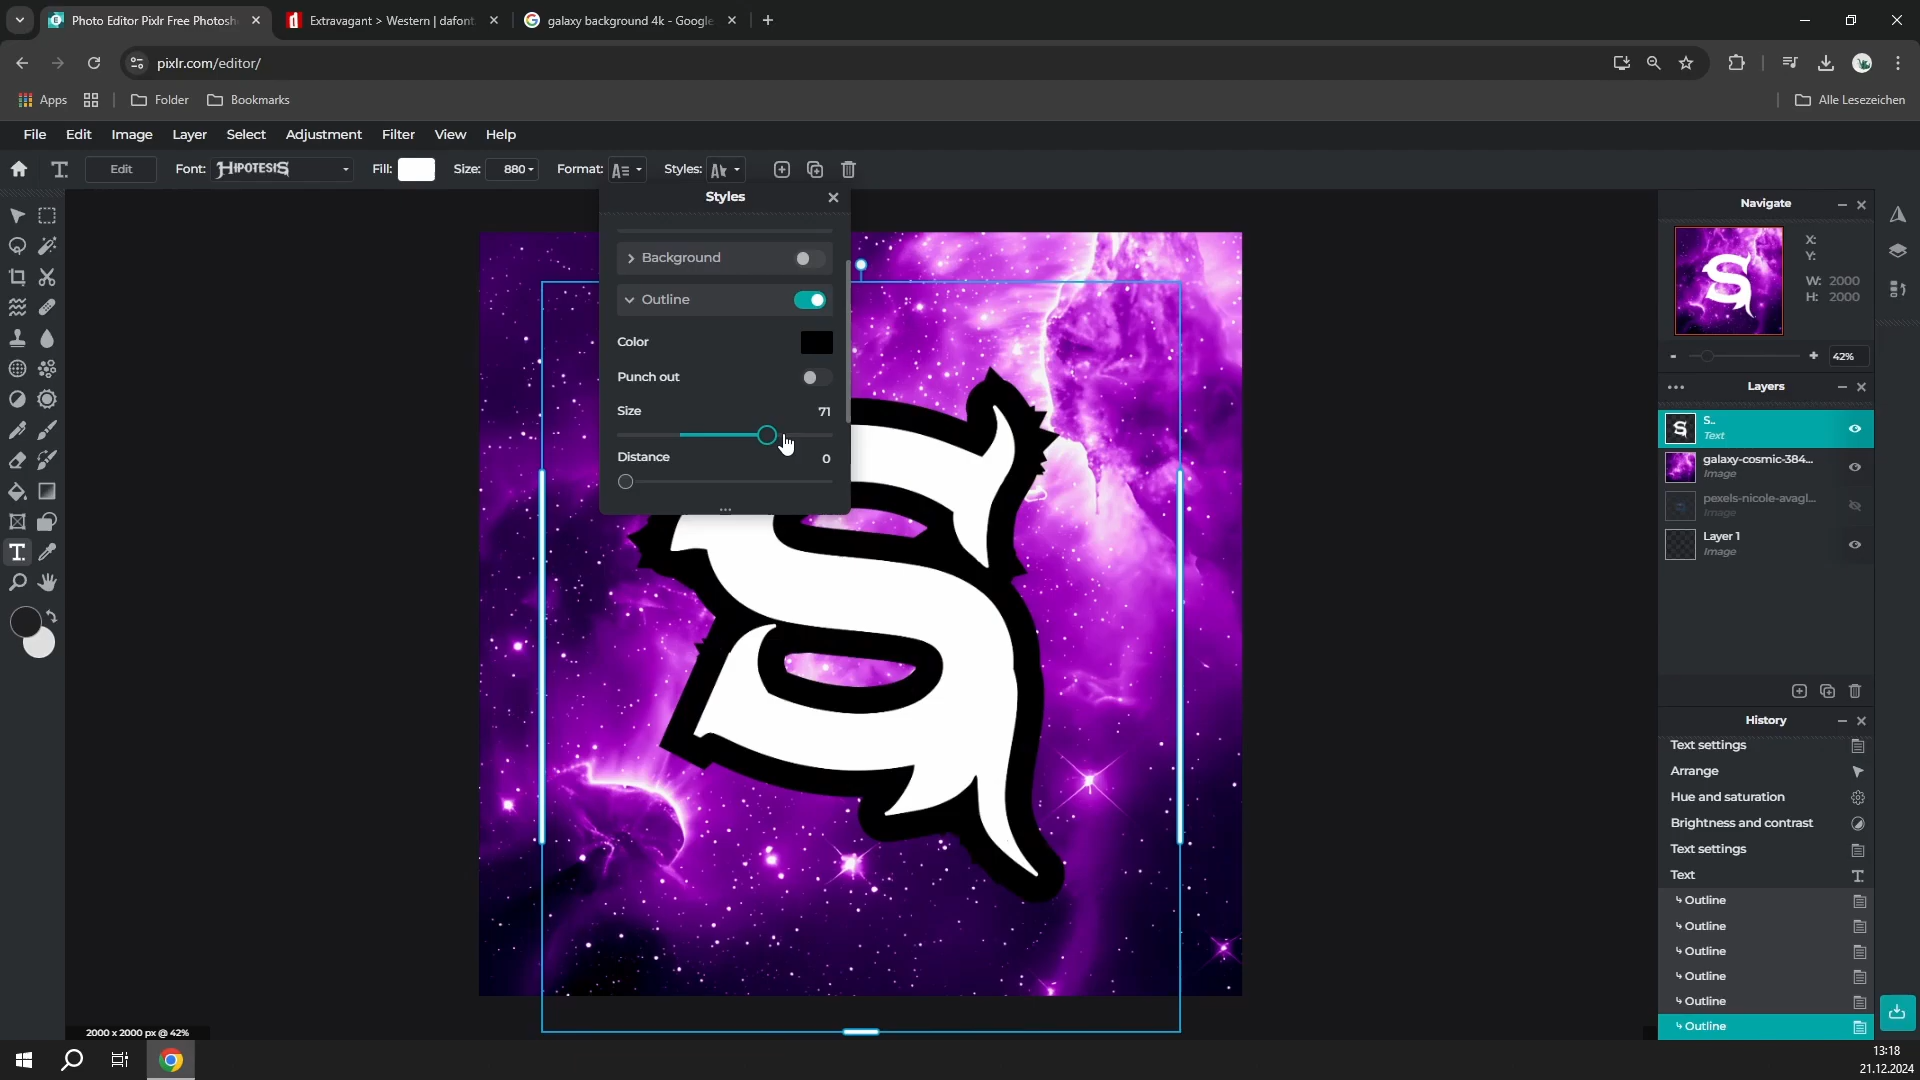 Photo Editor Pixlr Free Photosh
Extravagant > Western | dafont
galaxy background 4k - Google
pixlr.com/editor/
Apps
Folder
Bookmarks
Alle Lesezeichen
File Edit Image Layer Select Adjustment Filter View Help
Edit
Font: HIPOTESIS
Fill:
Size: 880
Format:
Styles:
Styles
Background
Outline
Color
Punch out
Size 71
Distance 0
S
Navigate
X:
Y:
W: 2000
H: 2000
42%
Layers
S..
Text
galaxy-cosmic-384...
Image
pexels-nicole-avagl...
Image
Layer 1
Image
History
Text settings
Arrange
Hue and saturation
Brightness and contrast
Text settings
Text
Outline
Outline
Outline
Outline
Outline
Outline
2000 x 2000 px @ 42%
13:18
21.12.2024